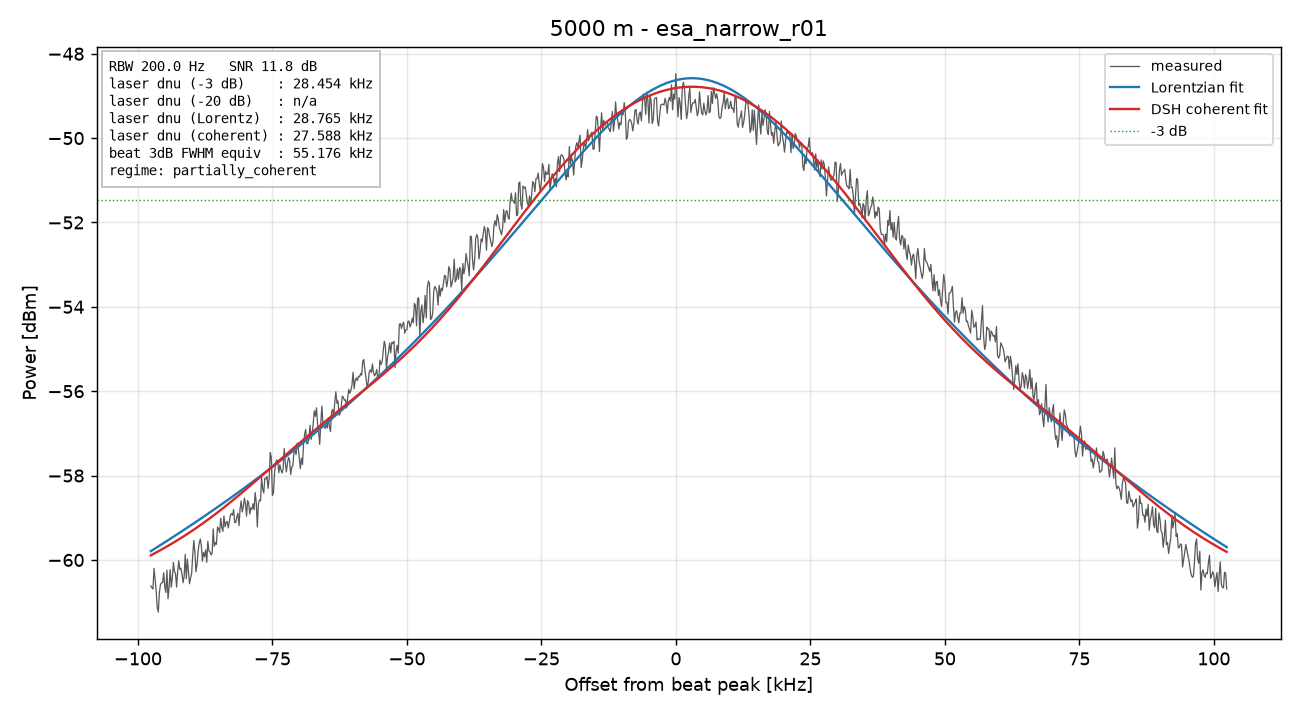 5000 m - esa_narrow_r01
RBW 200.0 Hz   SNR 11.8 dB
laser dnu (-3 dB)    : 28.454 kHz
laser dnu (-20 dB)   : n/a
laser dnu (Lorentz)  : 28.765 kHz
laser dnu (coherent) : 27.588 kHz
beat 3dB FWHM equiv  : 55.176 kHz
regime: partially_coherent
measured
Lorentzian fit
DSH coherent fit
-3 dB
Power [dBm]
−48
−50
−52
−54
−56
−58
−60
−100 −75 −50 −25 0 25 50 75 100
Offset from beat peak [kHz]